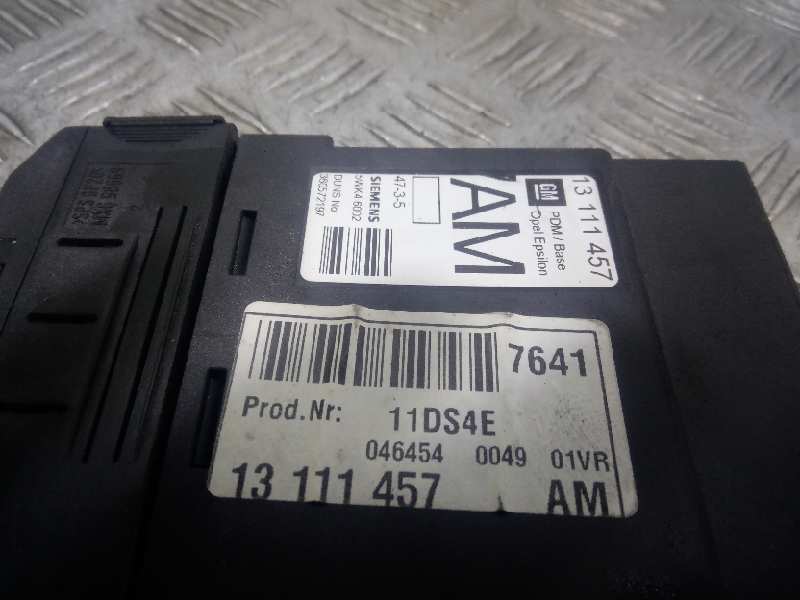 13 111 457
GM
PDM / Base
Opel Epsilon
AM
47-3-5
SIEMENS
5WK4 6002
DUNS No
7641
Prod.Nr: 11DS4E
046454 0049 01VR
13 111 457 AM